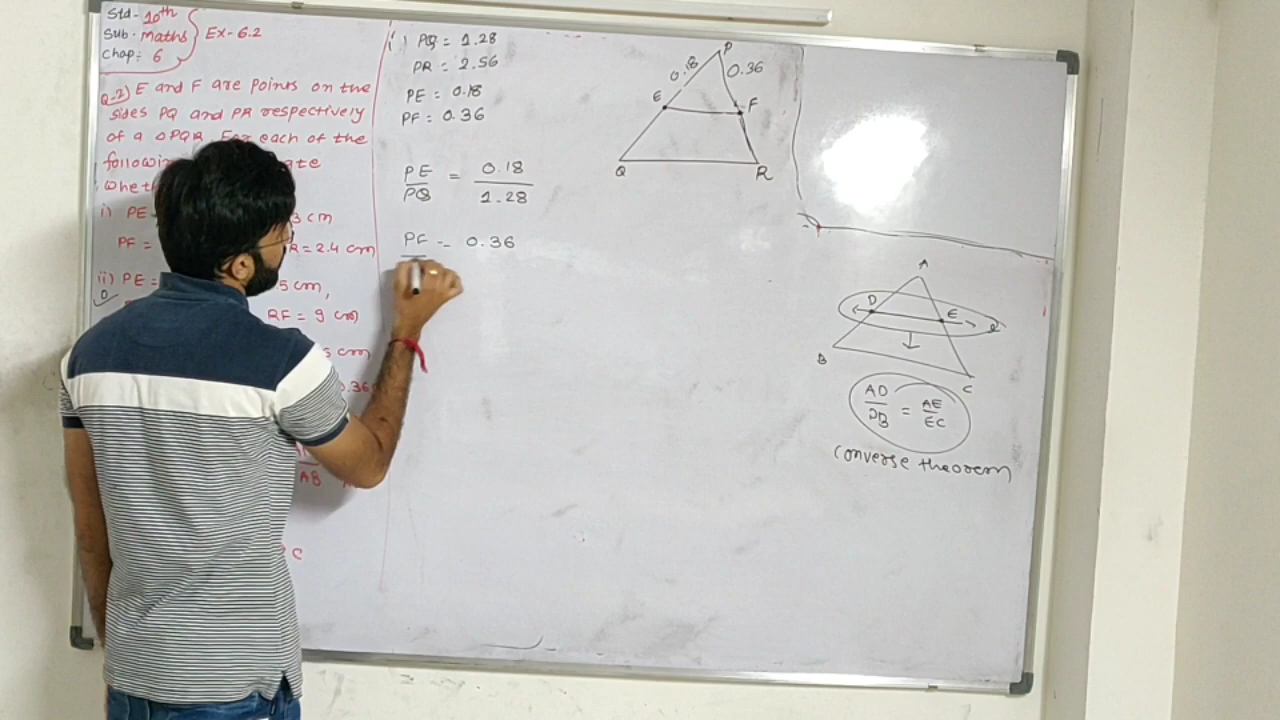 Std- 10th
Sub- Maths
Chap: 6
Ex-6.2
Q-2) E and F are points on the
sides PQ and PR respectively
of a △PQR. For each of the
i) PE
3 cm
PF =
R = 2.4 cm
ii) PE =
5 cm,
RF = 9 cm
cm
0.36
AB
C
i) PQ = 1.28
PR = 2.56
PE = 0.18
PF = 0.36
PE/PQ = 0.18/1.28
PF = 0.36
P
0.18
0.36
E
F
Q
R
A
D
E
B
C
AD/DB = AE/EC
Converse theorem